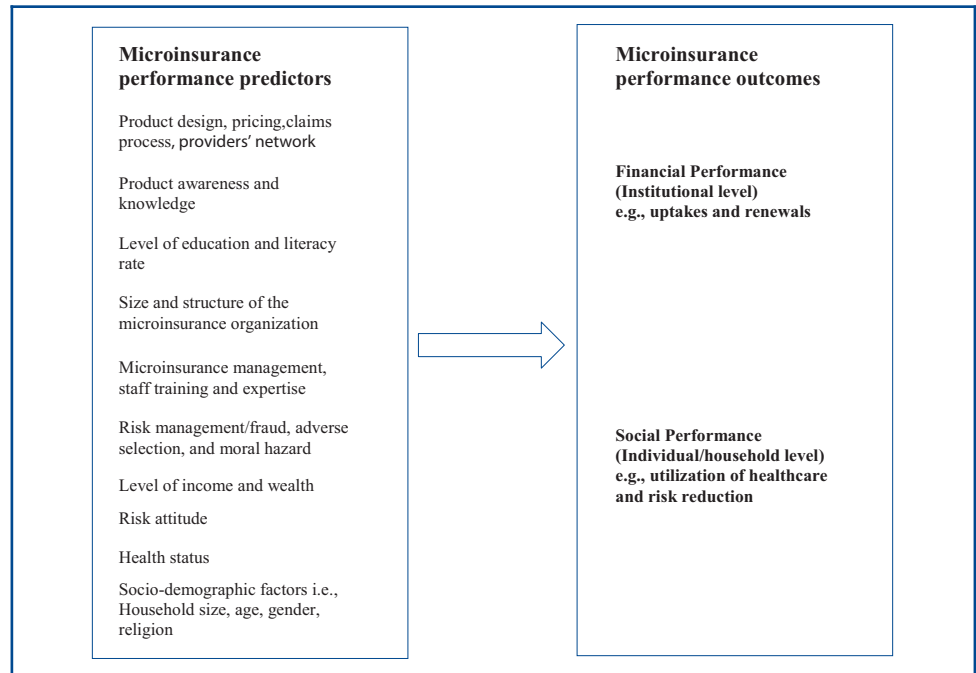 Microinsurance
performance predictors
Product design, pricing,claims
process, providers' network
Product awareness and
knowledge
Level of education and literacy
rate
Size and structure of the
microinsurance organization
Microinsurance management,
staff training and expertise
Risk management/fraud, adverse
selection, and moral hazard
Level of income and wealth
Risk attitude
Health status
Socio-demographic factors i.e.,
Household size, age, gender,
religion
Microinsurance
performance outcomes
Financial Performance
(Institutional level)
e.g., uptakes and renewals
Social Performance
(Individual/household level)
e.g., utilization of healthcare
and risk reduction